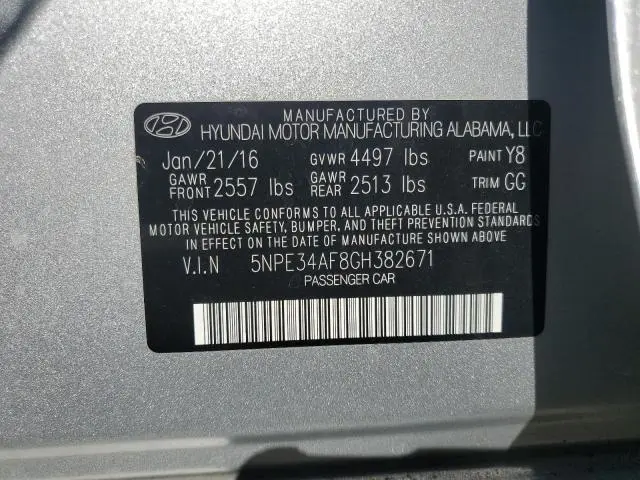 MANUFACTURED BY
HYUNDAI MOTOR MANUFACTURING ALABAMA, LLC
Jan/21/16 GVWR 4497 lbs PAINT Y8
GAWR FRONT 2557 lbs GAWR REAR 2513 lbs TRIM GG
THIS VEHICLE CONFORMS TO ALL APPLICABLE U.S.A. FEDERAL
MOTOR VEHICLE SAFETY, BUMPER, AND THEFT PREVENTION STANDARDS
IN EFFECT ON THE DATE OF MANUFACTURE SHOWN ABOVE
V.I.N 5NPE34AF8GH382671
PASSENGER CAR